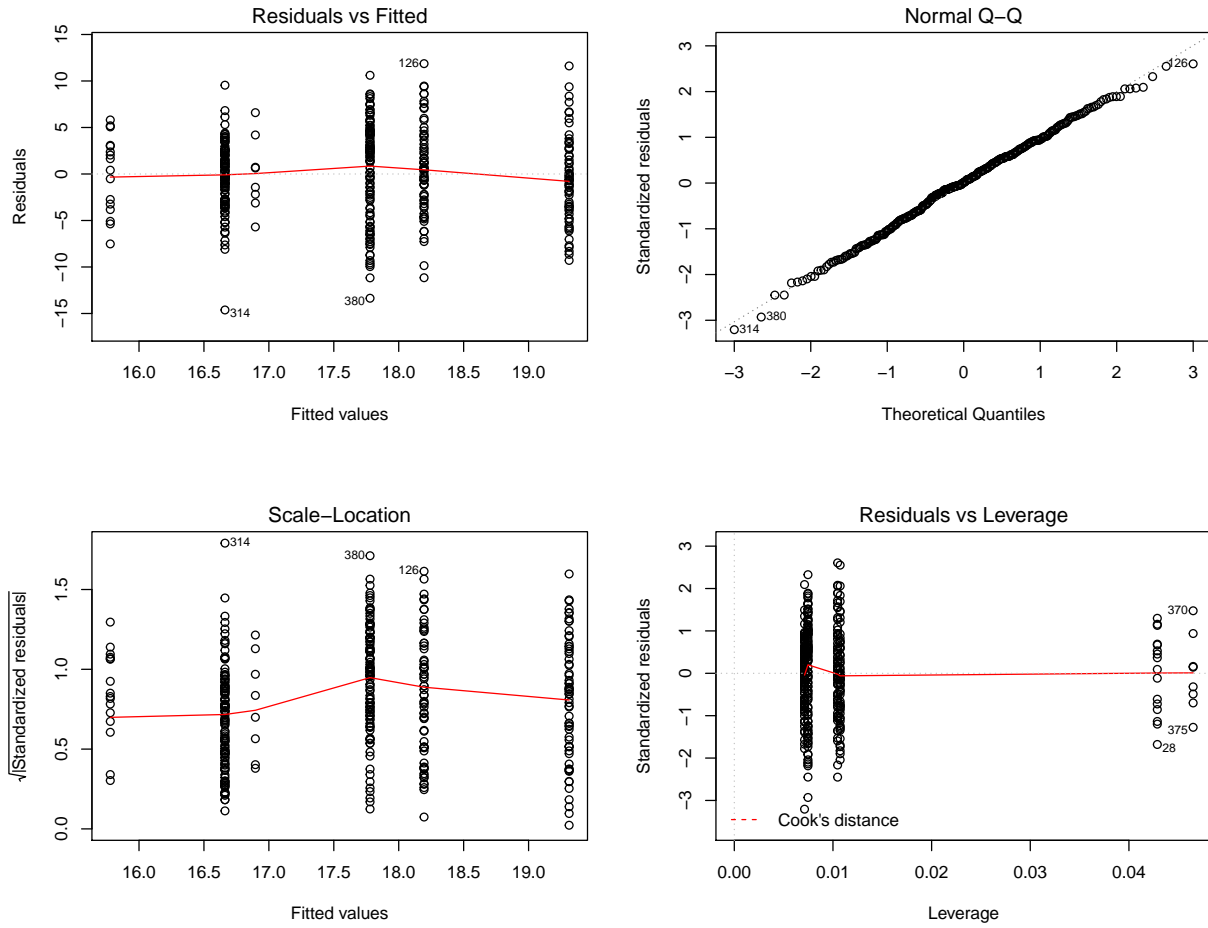 Residuals vs Fitted
Residuals
15
10
5
0
−5
−10
−15
126
314
380
16.0 16.5 17.0 17.5 18.0 18.5 19.0
Fitted values
Normal Q−Q
Standardized residuals
3
2
1
0
−1
−2
−3
126
380
314
−3 −2 −1 0 1 2 3
Theoretical Quantiles
Scale−Location
√|Standardized residuals|
1.5
1.0
0.5
0.0
314
380
126
16.0 16.5 17.0 17.5 18.0 18.5 19.0
Fitted values
Residuals vs Leverage
Standardized residuals
3
2
1
0
−1
−2
−3
370
375
28
Cook's distance
0.00 0.01 0.02 0.03 0.04
Leverage